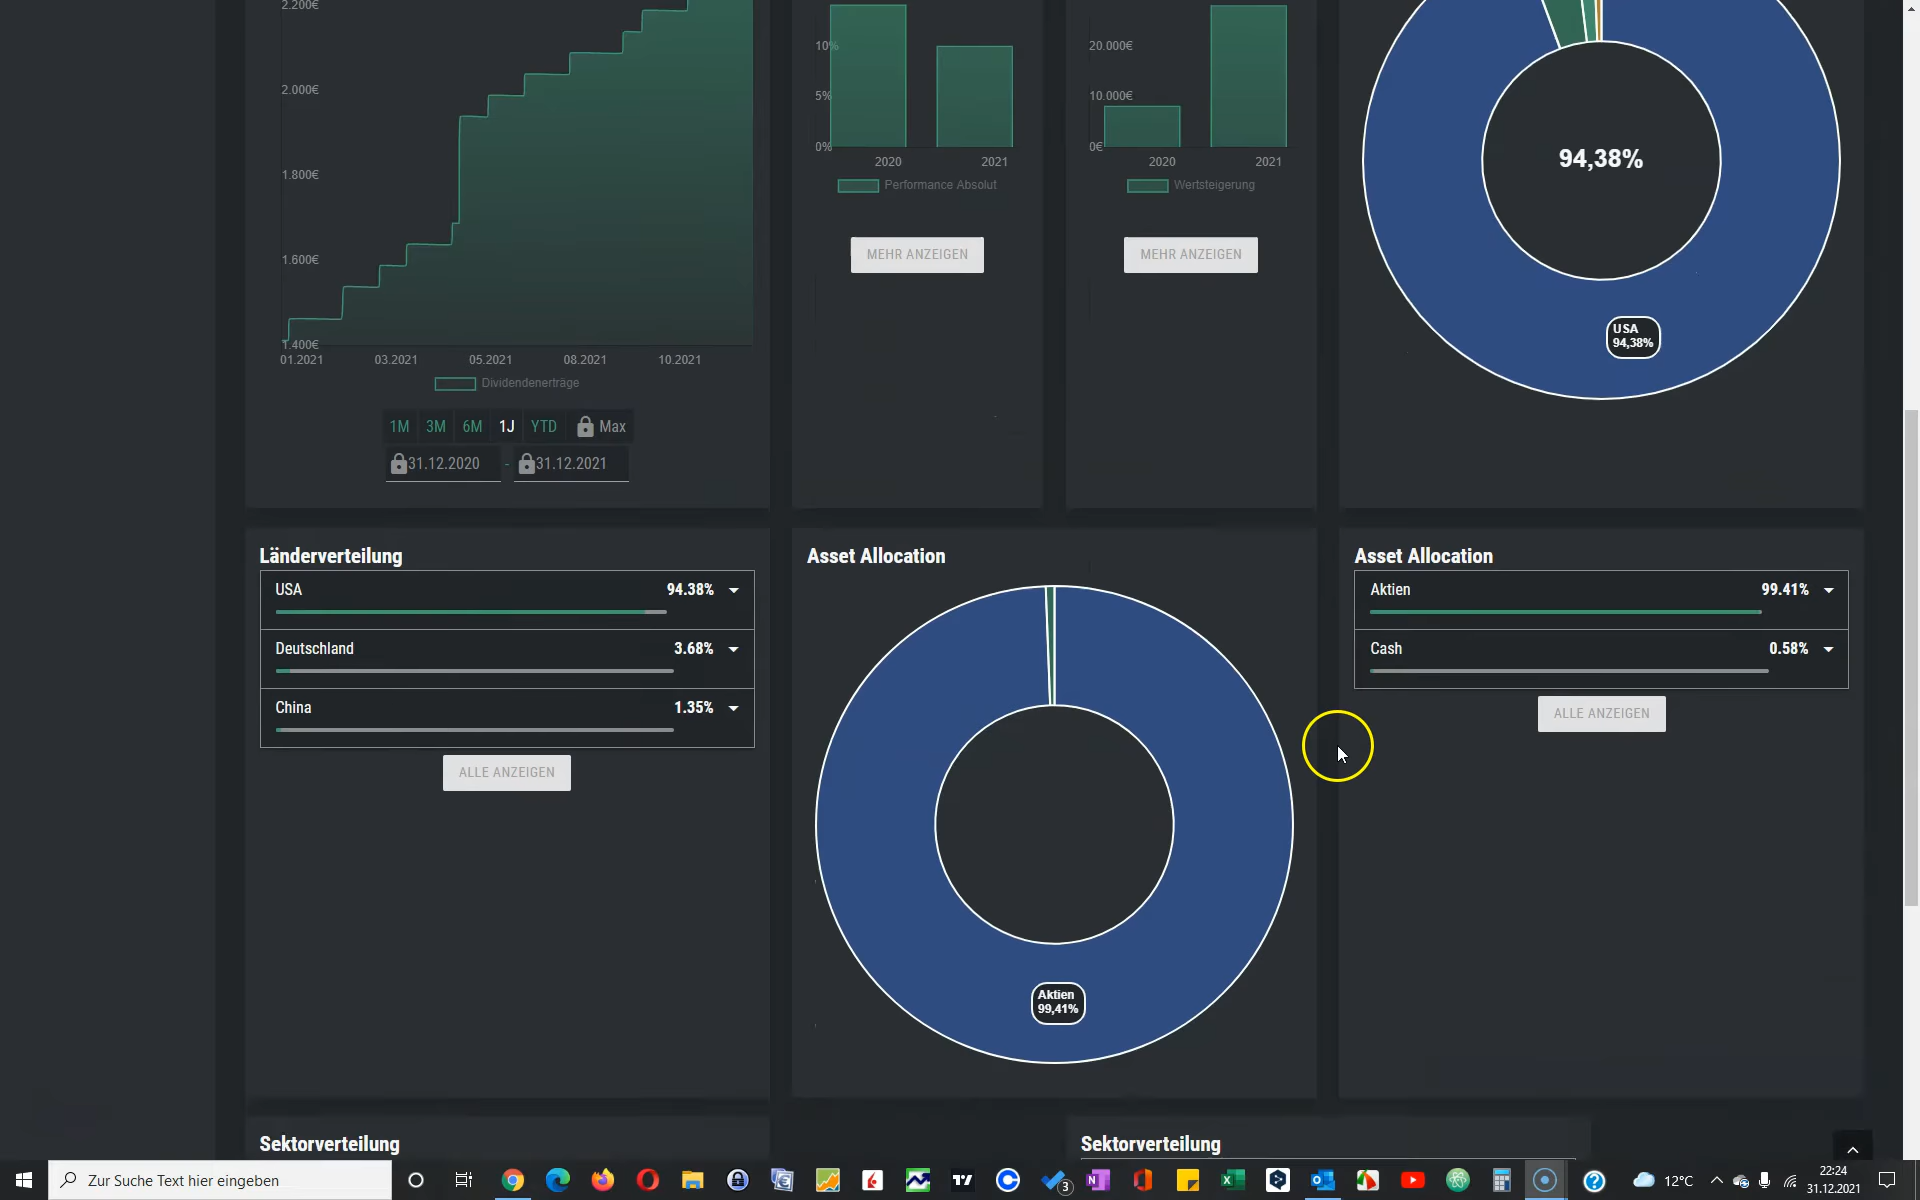 2.200€
2.000€
1.800€
1.600€
1.400€
01.2021 03.2021 05.2021 08.2021 10.2021
Dividendenerträge
1M 3M 6M 1J YTD Max
31.12.2020 - 31.12.2021
10%
5%
0%
2020 2021
Performance Absolut
MEHR ANZEIGEN
20.000€
10.000€
0€
2020 2021
Wertsteigerung
MEHR ANZEIGEN
94,38%
USA
94,38%
Länderverteilung
USA 94.38%
Deutschland 3.68%
China 1.35%
ALLE ANZEIGEN
Asset Allocation
Aktien
99,41%
Asset Allocation
Aktien 99.41%
Cash 0.58%
ALLE ANZEIGEN
Sektorverteilung
Sektorverteilung
Zur Suche Text hier eingeben
3
12°C
22:24
31.12.2021